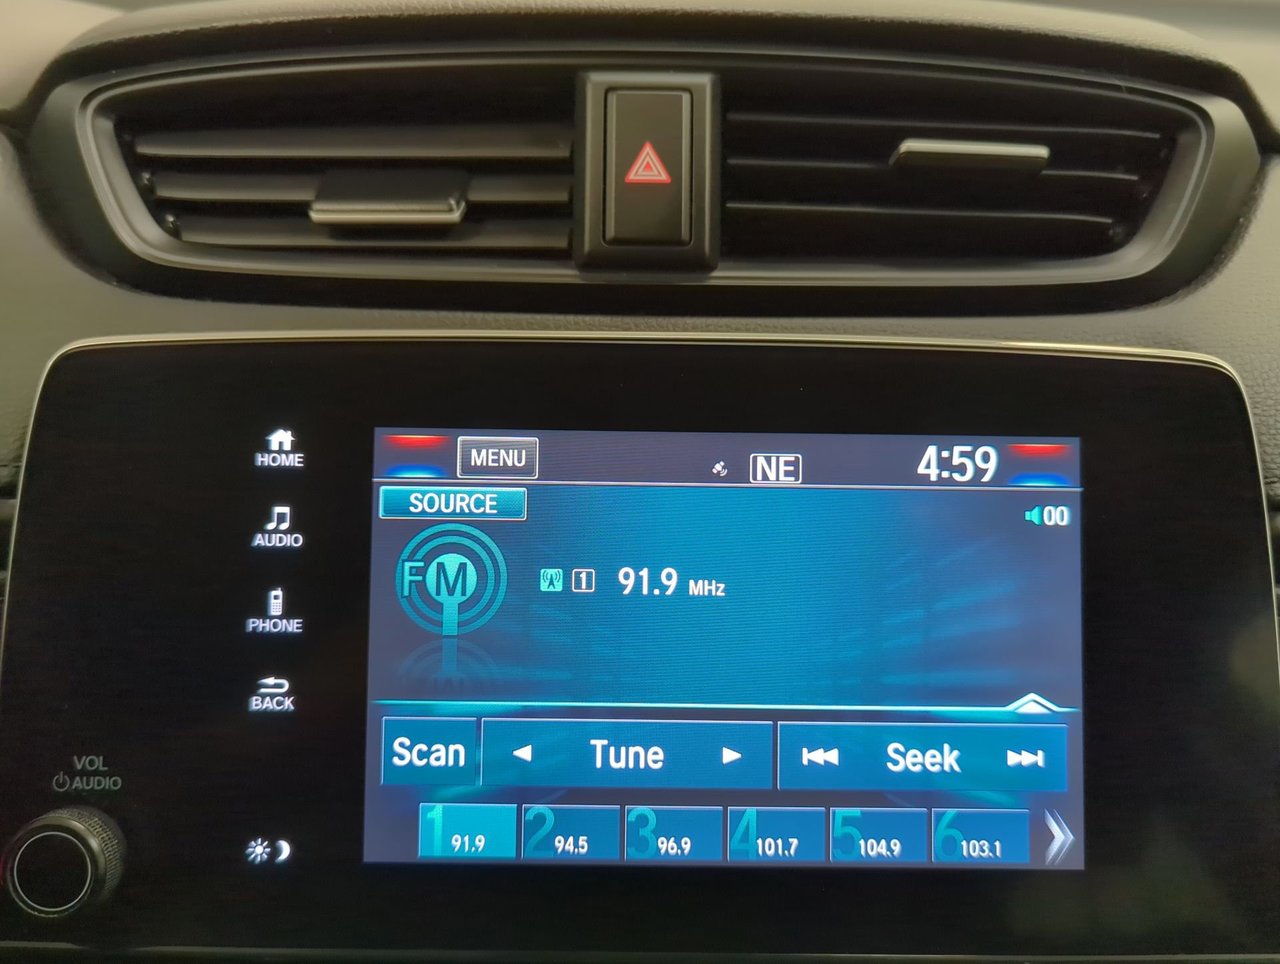 HOME
AUDIO
PHONE
BACK
VOL
AUDIO
MENU
NE
4:59
SOURCE
00
FM
1 91.9 MHz
Scan
Tune
Seek
1 91.9
2 94.5
3 96.9
4 101.7
5 104.9
6 103.1